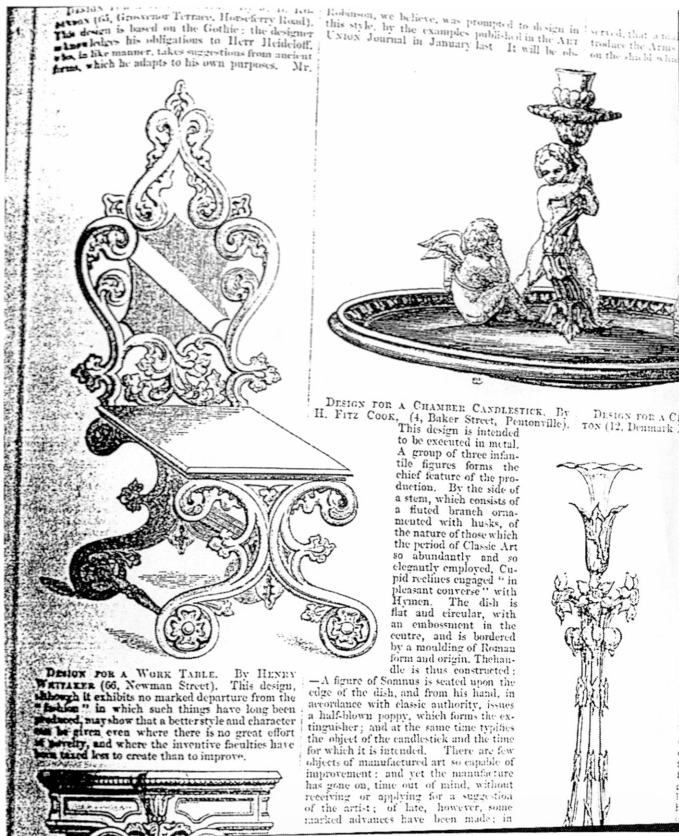 (65, Grosvenor Terrace, Horseferry Road).
This design is based on the Gothic: the designer
acknowledges his obligations to Herr Heideloff,
who, in like manner, takes suggestions from ancient
forms, which he adapts to his own purposes. Mr.
Robinson, we believe, was prompted to design in
this style, by the examples published in the ART
UNION Journal in January last It will be ob-
served, that a
troduce the Arms
on the shield
DESIGN FOR A CHAMBER CANDLESTICK. By
H. FITZ COOK, (4, Baker Street, Pentonville).
This design is intended
to be executed in metal.
A group of three infan-
tile figures forms the
chief feature of the pro-
duction. By the side of
a stem, which consists of
a fluted branch orna-
mented with husks, of
the nature of those which
the period of Classic Art
so abundantly and so
elegantly employed, Cu-
pid reclines engaged "in
pleasant converse" with
Hymen. The dish is
flat and circular, with
an embossment in the
centre, and is bordered
by a moulding of Roman
form and origin. Thehan-
dle is thus constructed:
—A figure of Somnus is seated upon the
edge of the dish, and from his hand, in
accordance with classic authority, issues
a half-blown poppy, which forms the ex-
tinguisher; and at the same time typifies
the object of the candlestick and the time
for which it is intended. There are few
objects of manufactured art so capable of
improvement; and yet the manufacture
has gone on, time out of mind, without
receiving or applying for a suggestion
of the artist; of late, however, some
marked advances have been made; in
DESIGN FOR A
TON (12, Denmark
DESIGN FOR A WORK TABLE. By HENRY
WHITAKER (66, Newman Street). This design,
although it exhibits no marked departure from the
"fashion" in which such things have long been
produced, may show that a better style and character
can be given even where there is no great effort
at novelty, and where the inventive faculties have
been taxed less to create than to improve.